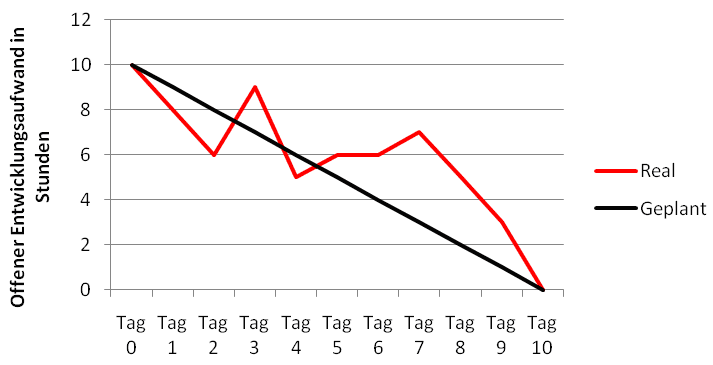 Offener Entwicklungsaufwand in
Stunden
12
10
8
6
4
2
0
Tag 0
Tag 1
Tag 2
Tag 3
Tag 4
Tag 5
Tag 6
Tag 7
Tag 8
Tag 9
Tag 10
Real
Geplant